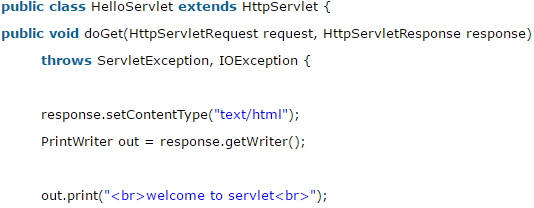 public class HelloServlet extends HttpServlet {
public void doGet(HttpServletRequest request, HttpServletResponse response)
throws ServletException, IOException {
response.setContentType("text/html");
PrintWriter out = response.getWriter();
out.print("<br>welcome to servlet<br>");